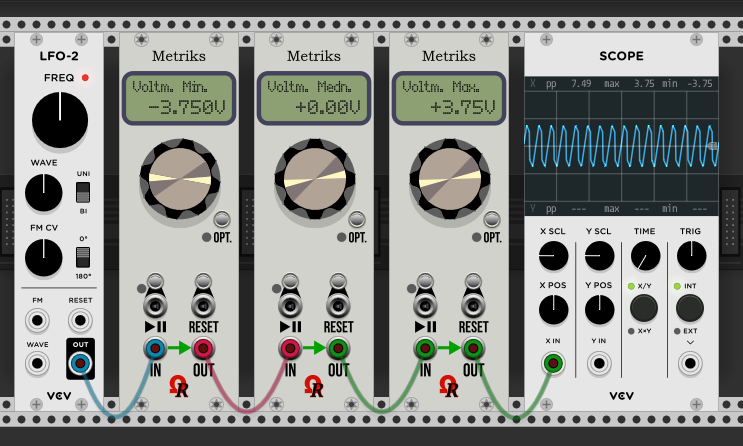 LFO-2
FREQ
WAVE
UNI
BI
FM CV
0°
180°
FM
RESET
WAVE
OUT
VCV
Metriks
Voltm. Min.
-3.750V
OPT.
RESET
IN
OUT
ΩR
Metriks
Voltm. Medn.
+0.00V
OPT.
RESET
IN
OUT
ΩR
Metriks
Voltm. Max.
+3.75V
OPT.
RESET
IN
OUT
ΩR
SCOPE
X pp 7.49 max 3.75 min -3.75
Y pp --- max --- min ---
X SCL Y SCL TIME TRIG
X POS Y POS X/Y INT
X×Y EXT
X IN Y IN
VCV